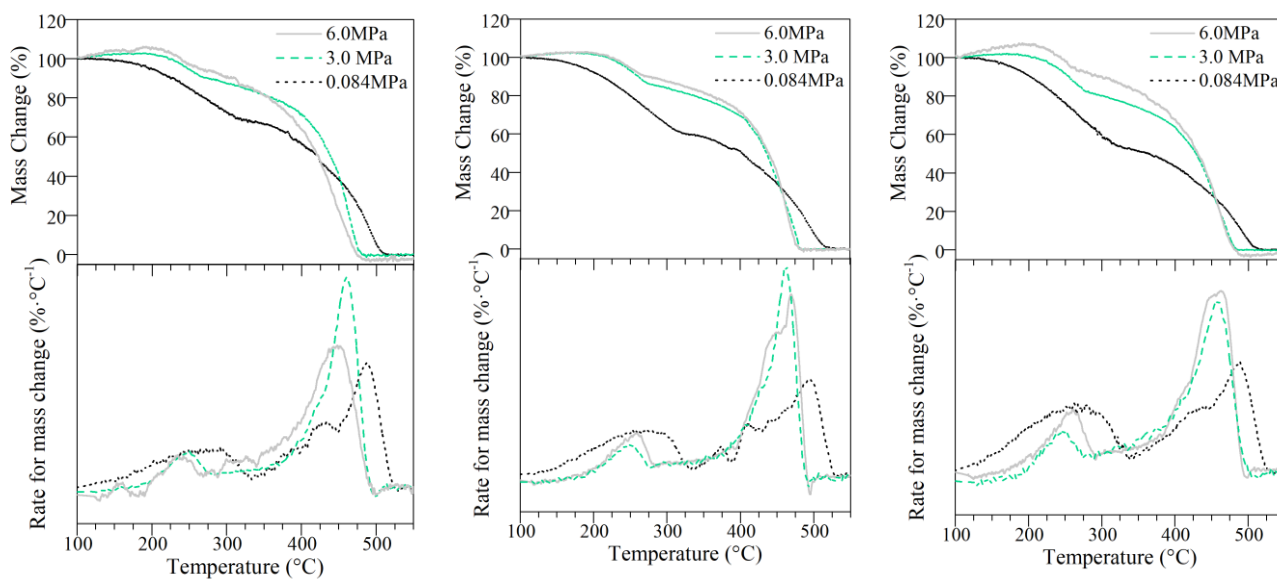 120
100
80
60
40
20
0
Mass Change (%)
6.0MPa
3.0 MPa
0.084MPa
Rate for mass change (%·°C⁻¹)
100 200 300 400 500
Temperature (°C)
120
100
80
60
40
20
0
Mass Change (%)
6.0MPa
3.0 MPa
0.084MPa
Rate for mass change (%·°C⁻¹)
100 200 300 400 500
Temperature (°C)
120
100
80
60
40
20
0
Mass Change (%)
6.0MPa
3.0 MPa
0.084MPa
Rate for mass change (%·°C⁻¹)
100 200 300 400 500
Temperature (°C)